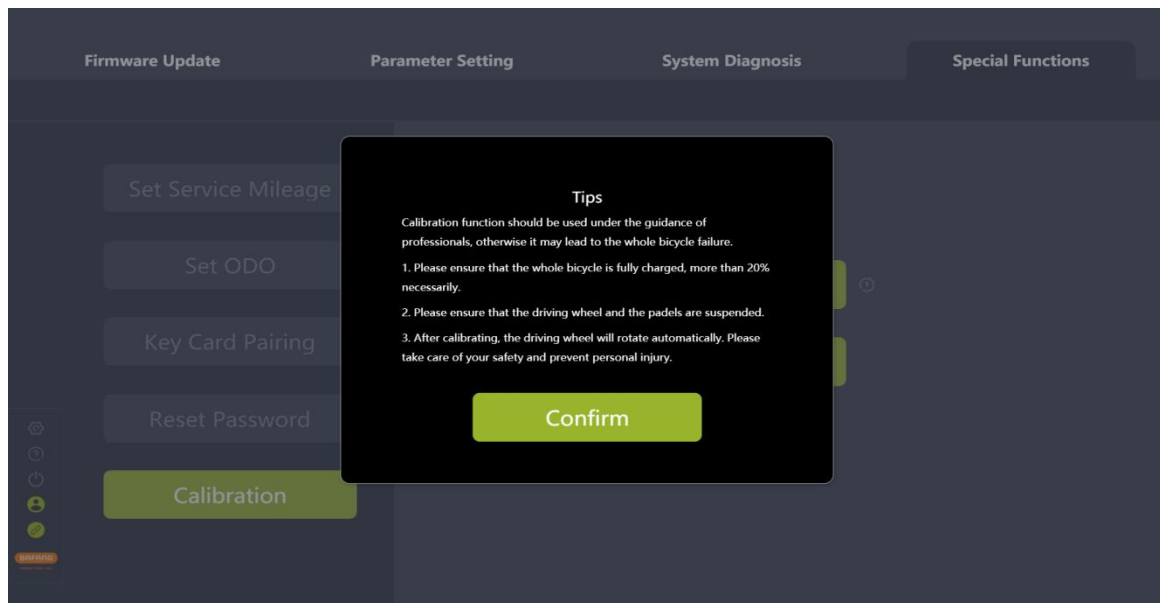 Firmware Update
Parameter Setting
System Diagnosis
Special Functions
Set Service Mileage
Set ODO
Key Card Pairing
Reset Password
Calibration
Tips
Calibration function should be used under the guidance of
professionals, otherwise it may lead to the whole bicycle failure.
1. Please ensure that the whole bicycle is fully charged, more than 20%
necessarily.
2. Please ensure that the driving wheel and the padels are suspended.
3. After calibrating, the driving wheel will rotate automatically. Please
take care of your safety and prevent personal injury.
Confirm
BAFANG